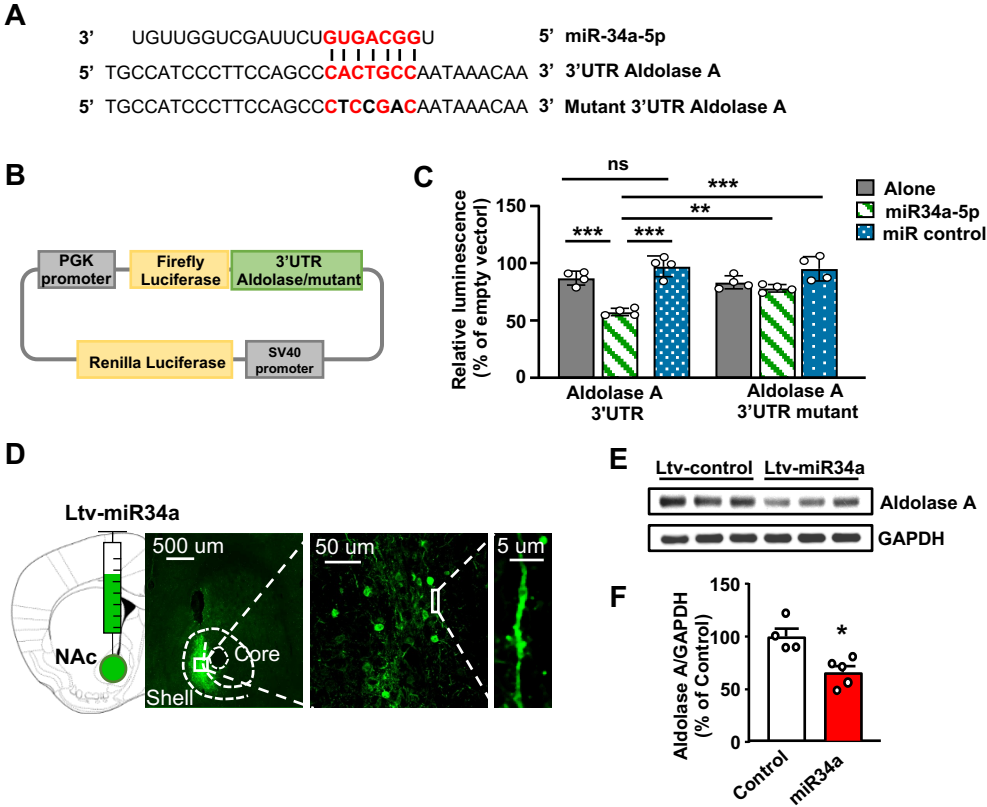 A
3’ UGUUGGUCGAUUCUGUGACGGU 5’ miR-34a-5p
5’ TGCCATCCCTTCCAGCCCACTGCCAATAAACAA 3’ 3’UTR Aldolase A
5’ TGCCATCCCTTCCAGCCCTCCGACAATAAACAA 3’ Mutant 3’UTR Aldolase A
B
PGK
promoter
Firefly
Luciferase
3’UTR
Aldolase/mutant
Renilla Luciferase
SV40
promoter
C
Relative luminescence
(% of empty vectorl)
150
100
50
0
ns
***
***
***
**
Alone
miR34a-5p
miR control
Aldolase A
3'UTR
Aldolase A
3’UTR mutant
D
Ltv-miR34a
NAc
500 um
Core
Shell
50 um
5 um
E
Ltv-control
Ltv-miR34a
Aldolase A
GAPDH
F
Aldolase A/GAPDH
(% of Control)
150
100
50
0
*
Control
miR34a